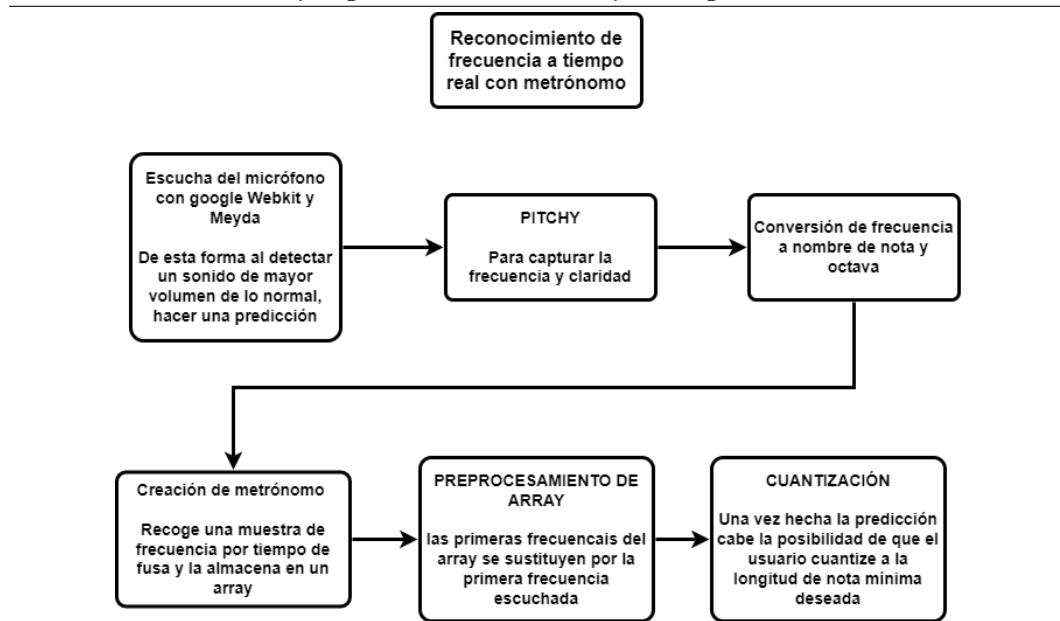 Reconocimiento de
frecuencia a tiempo
real con metrónomo
Escucha del micrófono
con google Webkit y
Meyda
De esta forma al detectar
un sonido de mayor
volumen de lo normal,
hacer una predicción
PITCHY
Para capturar la
frecuencia y claridad
Conversión de frecuencia
a nombre de nota y
octava
Creación de metrónomo
Recoge una muestra de
frecuencia por tiempo de
fusa y la almacena en un
array
PREPROCESAMIENTO DE
ARRAY
las primeras frecuencais del
array se sustituyen por la
primera frecuencia
escuchada
CUANTIZACIÓN
Una vez hecha la predicción
cabe la posibilidad de que el
usuario cuantize a la
longitud de nota mínima
deseada